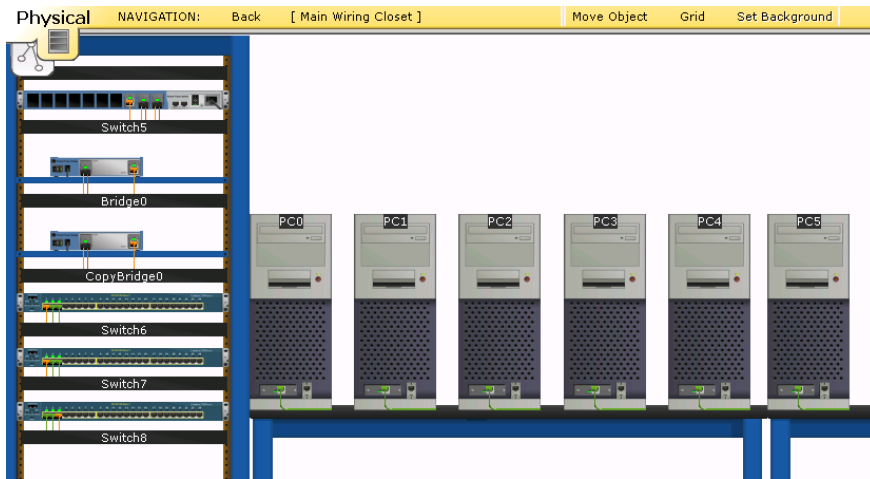 Physical NAVIGATION: Back [ Main Wiring Closet ] Move Object Grid Set Background
Switch5
Bridge0
CopyBridge0
Switch6
Switch7
Switch8
PC0 PC1 PC2 PC3 PC4 PC5